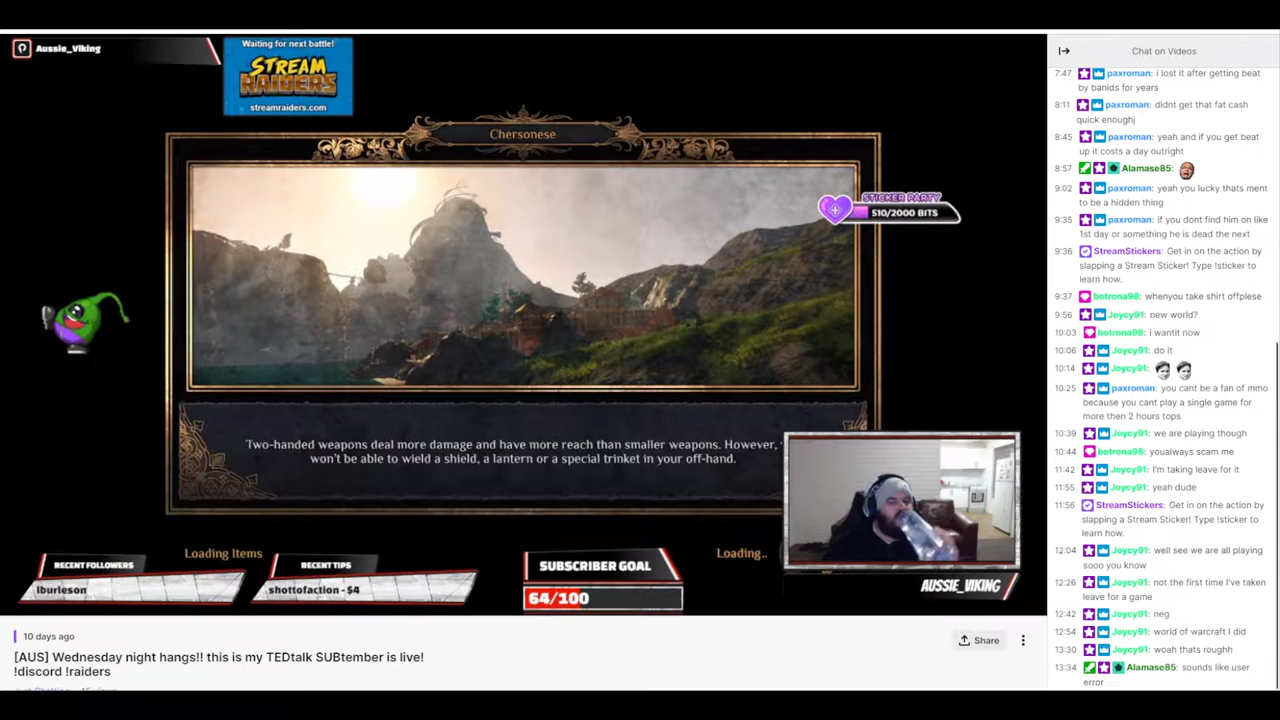 Aussie_Viking
Waiting for next battle!
STREAM
RAIDERS
streamraiders.com
Chersonese
STICKER PARTY
510/2000 BITS
Two-handed weapons deal more damage and have more reach than smaller weapons. However,
won't be able to wield a shield, a lantern or a special trinket in your off-hand.
Loading Items
Loading..
RECENT FOLLOWERS
lburleson
RECENT TIPS
shottofaction - $4
SUBSCRIBER GOAL
64/100
AUSSIE_VIKING
10 days ago
Share
[AUS] Wednesday night hangs!! this is my TEDtalk SUBtember is live!
!discord !raiders
Just Chatting
Chat on Videos
7:47 paxroman: i lost it after getting beat
by banids for years
8:11 paxroman: didnt get that fat cash
quick enoughj
8:45 paxroman: yeah and if you get beat
up it costs a day outright
8:57 Alamase85:
9:02 paxroman: yeah you lucky thats ment
to be a hidden thing
9:35 paxroman: if you dont find him on like
1st day or something he is dead the next
9:36 StreamStickers: Get in on the action by
slapping a Stream Sticker! Type !sticker to
learn how.
9:37 botrona98: whenyou take shirt offplese
9:56 Joycy91: new world?
10:03 botrona98: i wantit now
10:06 Joycy91: do it
10:14 Joycy91:
10:25 paxroman: you cant be a fan of mmo
because you cant play a single game for
more then 2 hours tops
10:39 Joycy91: we are playing though
10:44 botrona98: youalways scam me
11:42 Joycy91: I'm taking leave for it
11:55 Joycy91: yeah dude
11:56 StreamStickers: Get in on the action by
slapping a Stream Sticker! Type !sticker to
learn how.
12:04 Joycy91: well see we are all playing
sooo you know
12:26 Joycy91: not the first time I've taken
leave for a game
12:42 Joycy91: neg
12:54 Joycy91: world of warcraft I did
13:30 Joycy91: woah thats roughh
13:34 Alamase85: sounds like user
error